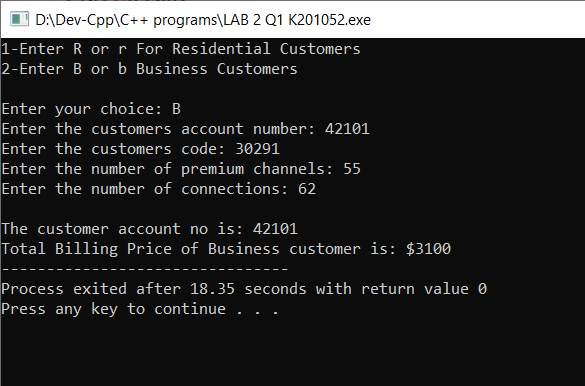 D:\Dev-Cpp\C++ programs\LAB 2 Q1 K201052.exe
1-Enter R or r For Residential Customers
2-Enter B or b Business Customers
Enter your choice: B
Enter the customers account number: 42101
Enter the customers code: 30291
Enter the number of premium channels: 55
Enter the number of connections: 62
The customer account no is: 42101
Total Billing Price of Business customer is: $3100
--------------------------------
Process exited after 18.35 seconds with return value 0
Press any key to continue . . .